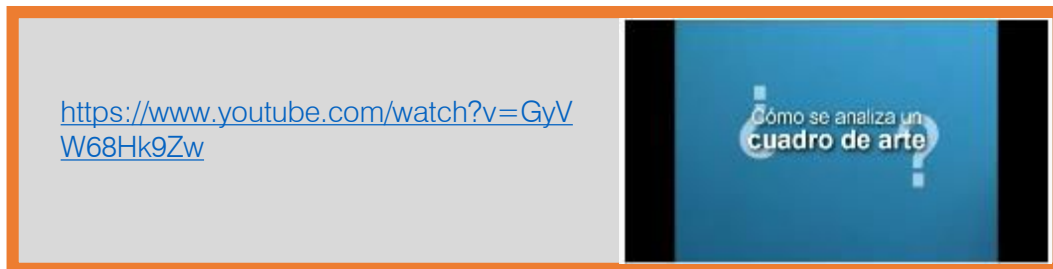 https://www.youtube.com/watch?v=GyV
W68Hk9Zw
¿Cómo se analiza un
cuadro de arte?